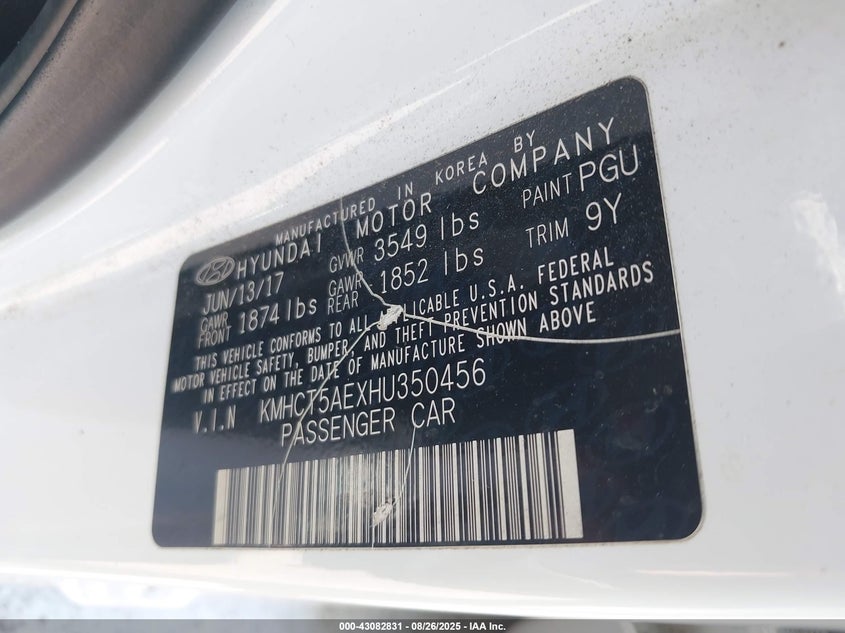 MANUFACTURED IN KOREA BY
HYUNDAI MOTOR COMPANY
JUN/13/17 GVWR 3549 lbs PAINT PGU
GAWR FRONT 1874 lbs GAWR REAR 1852 lbs TRIM 9Y
THIS VEHICLE CONFORMS TO ALL APPLICABLE U.S.A. FEDERAL
MOTOR VEHICLE SAFETY, BUMPER, AND THEFT PREVENTION STANDARDS
IN EFFECT ON THE DATE OF MANUFACTURE SHOWN ABOVE
V.I.N KMHCT5AEXHU350456
PASSENGER CAR
000-43082831 - 08/26/2025 - IAA Inc.